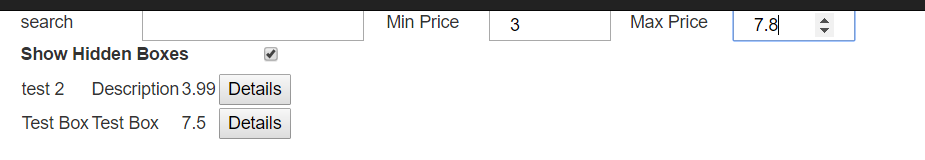 search Min Price 3 Max Price 7.8
Show Hidden Boxes
test 2 Description 3.99 Details
Test Box Test Box 7.5 Details